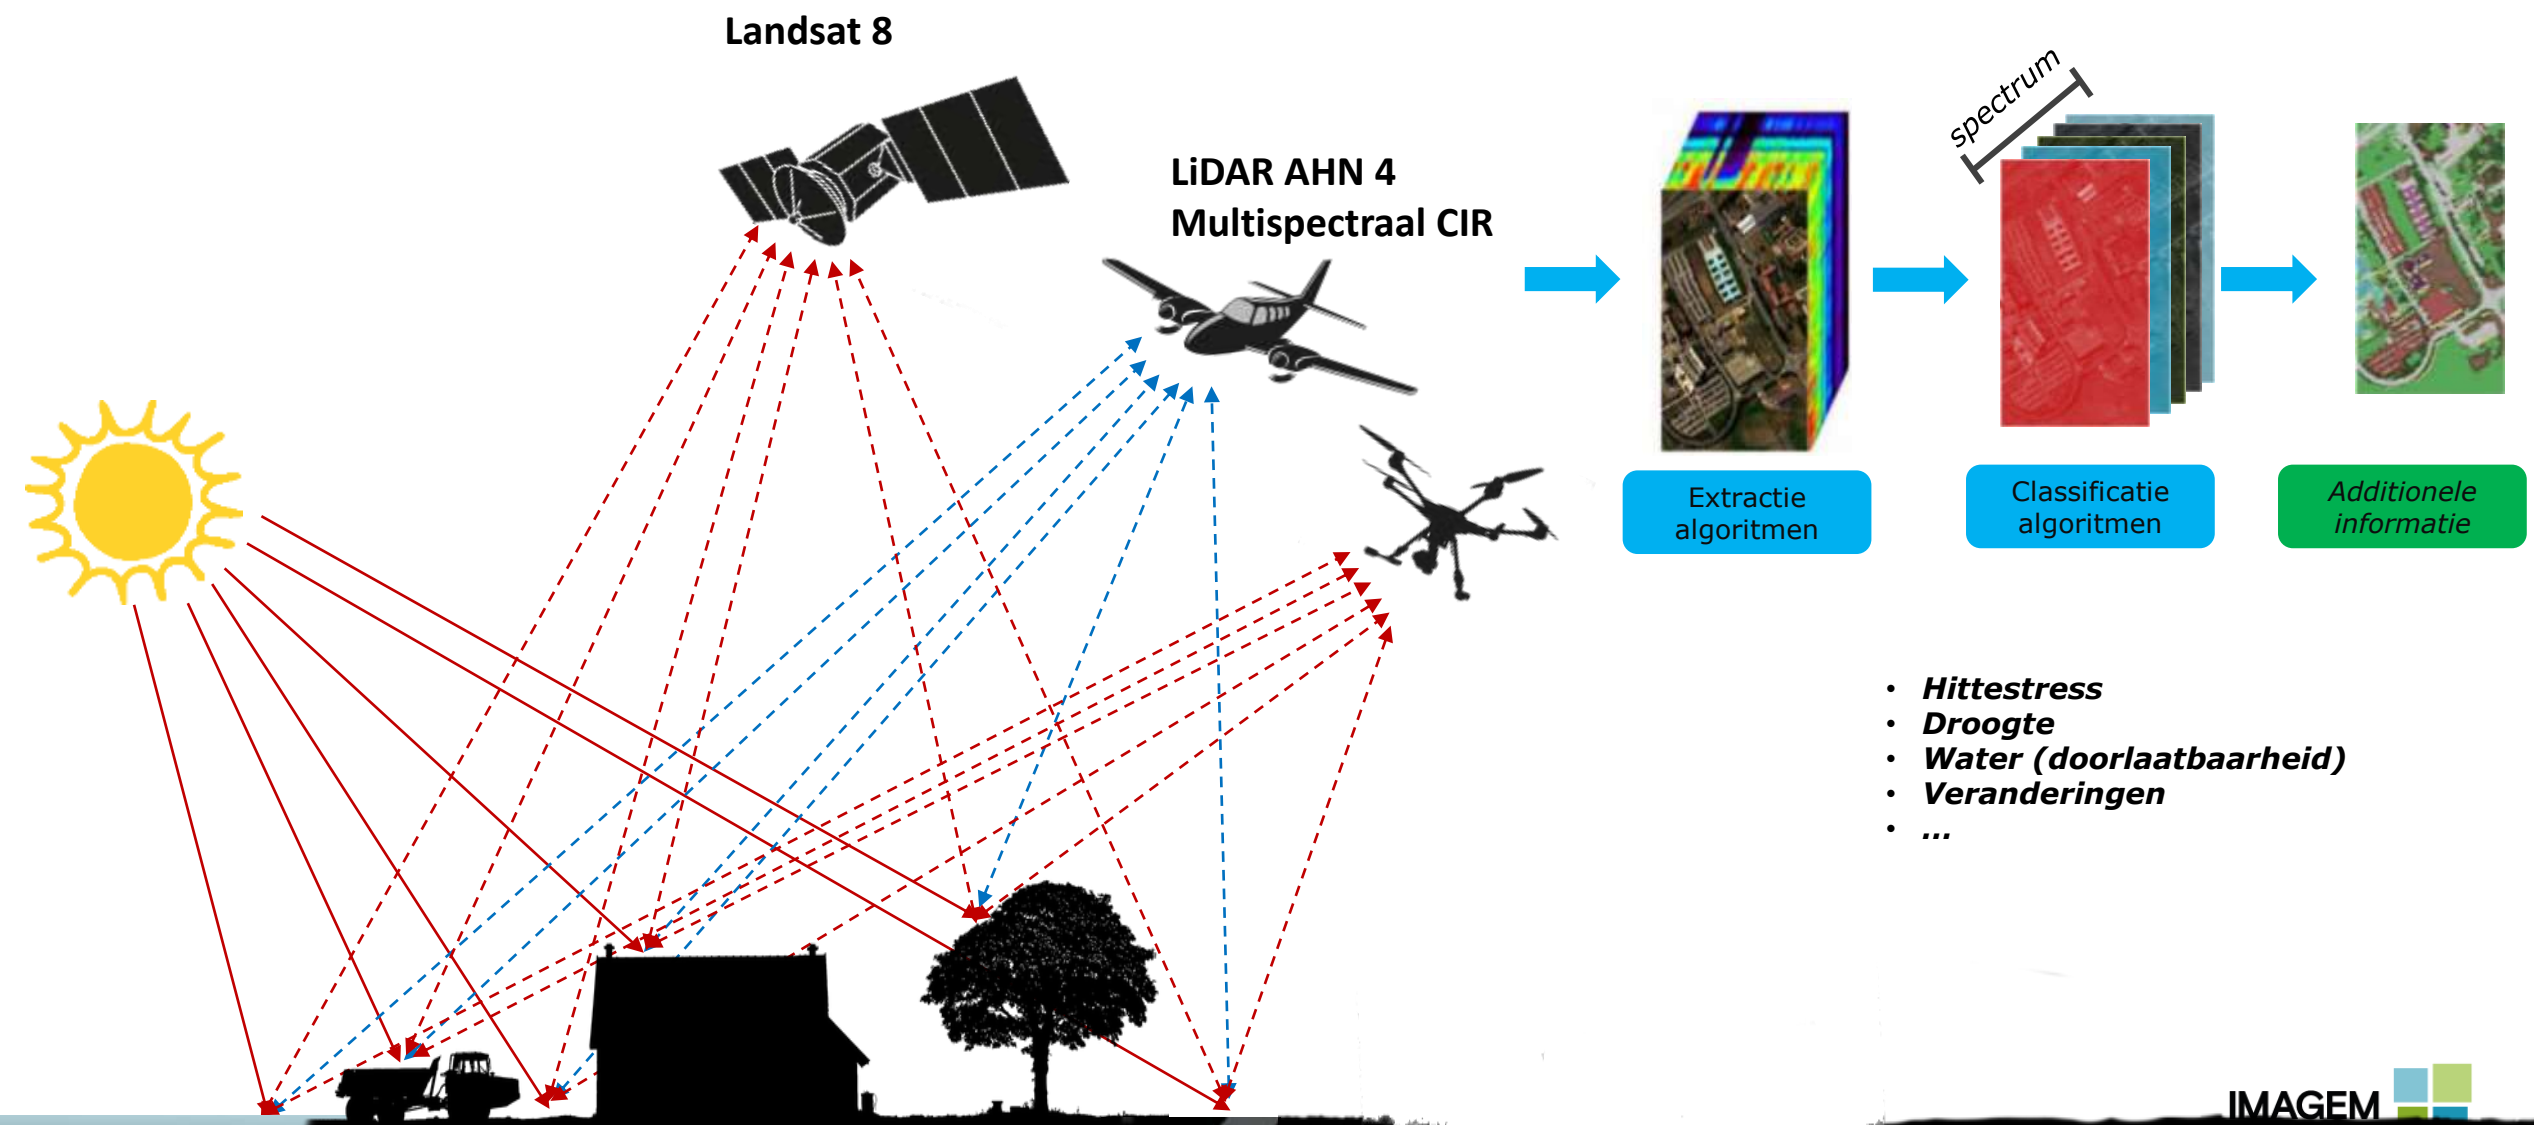 Landsat 8
LiDAR AHN 4
Multispectraal CIR
spectrum
Extractie
algoritmen
Classificatie
algoritmen
Additionele
informatie
• Hittestress
• Droogte
• Water (doorlaatbaarheid)
• Veranderingen
• ...
IMAGEM